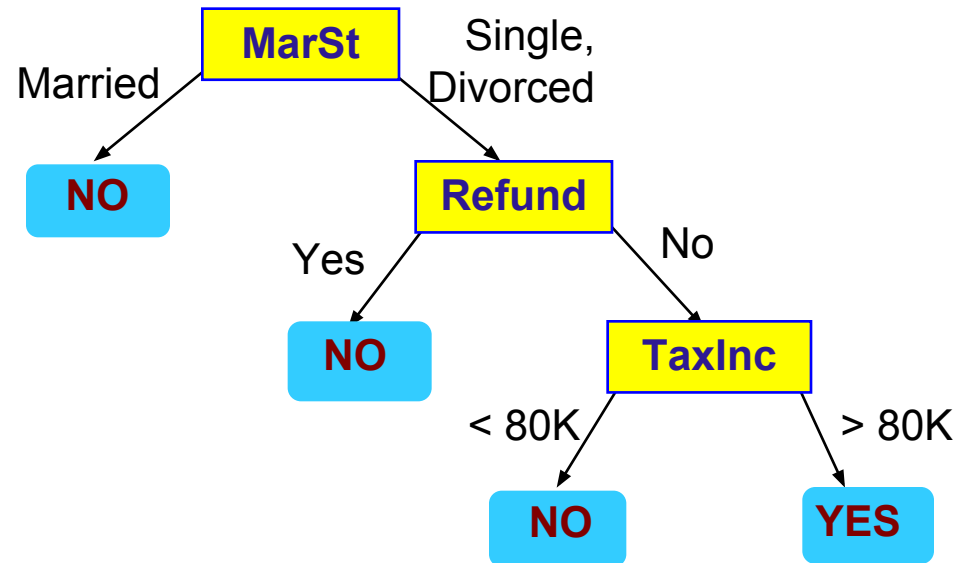 MarSt
Single,
Divorced
Married
NO
Refund
Yes
No
NO
TaxInc
< 80K
> 80K
NO
YES